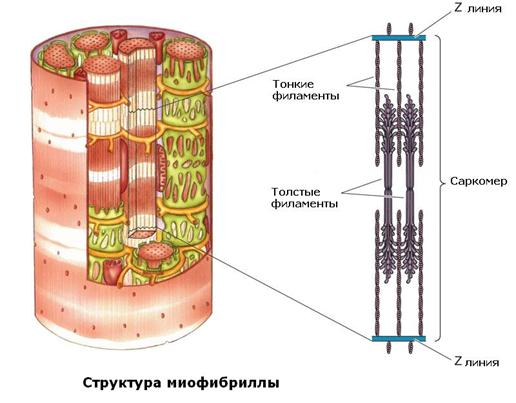 Z линия
Тонкие
филаменты
Толстые
филаменты
Саркомер
Z линия
Структура миофибриллы